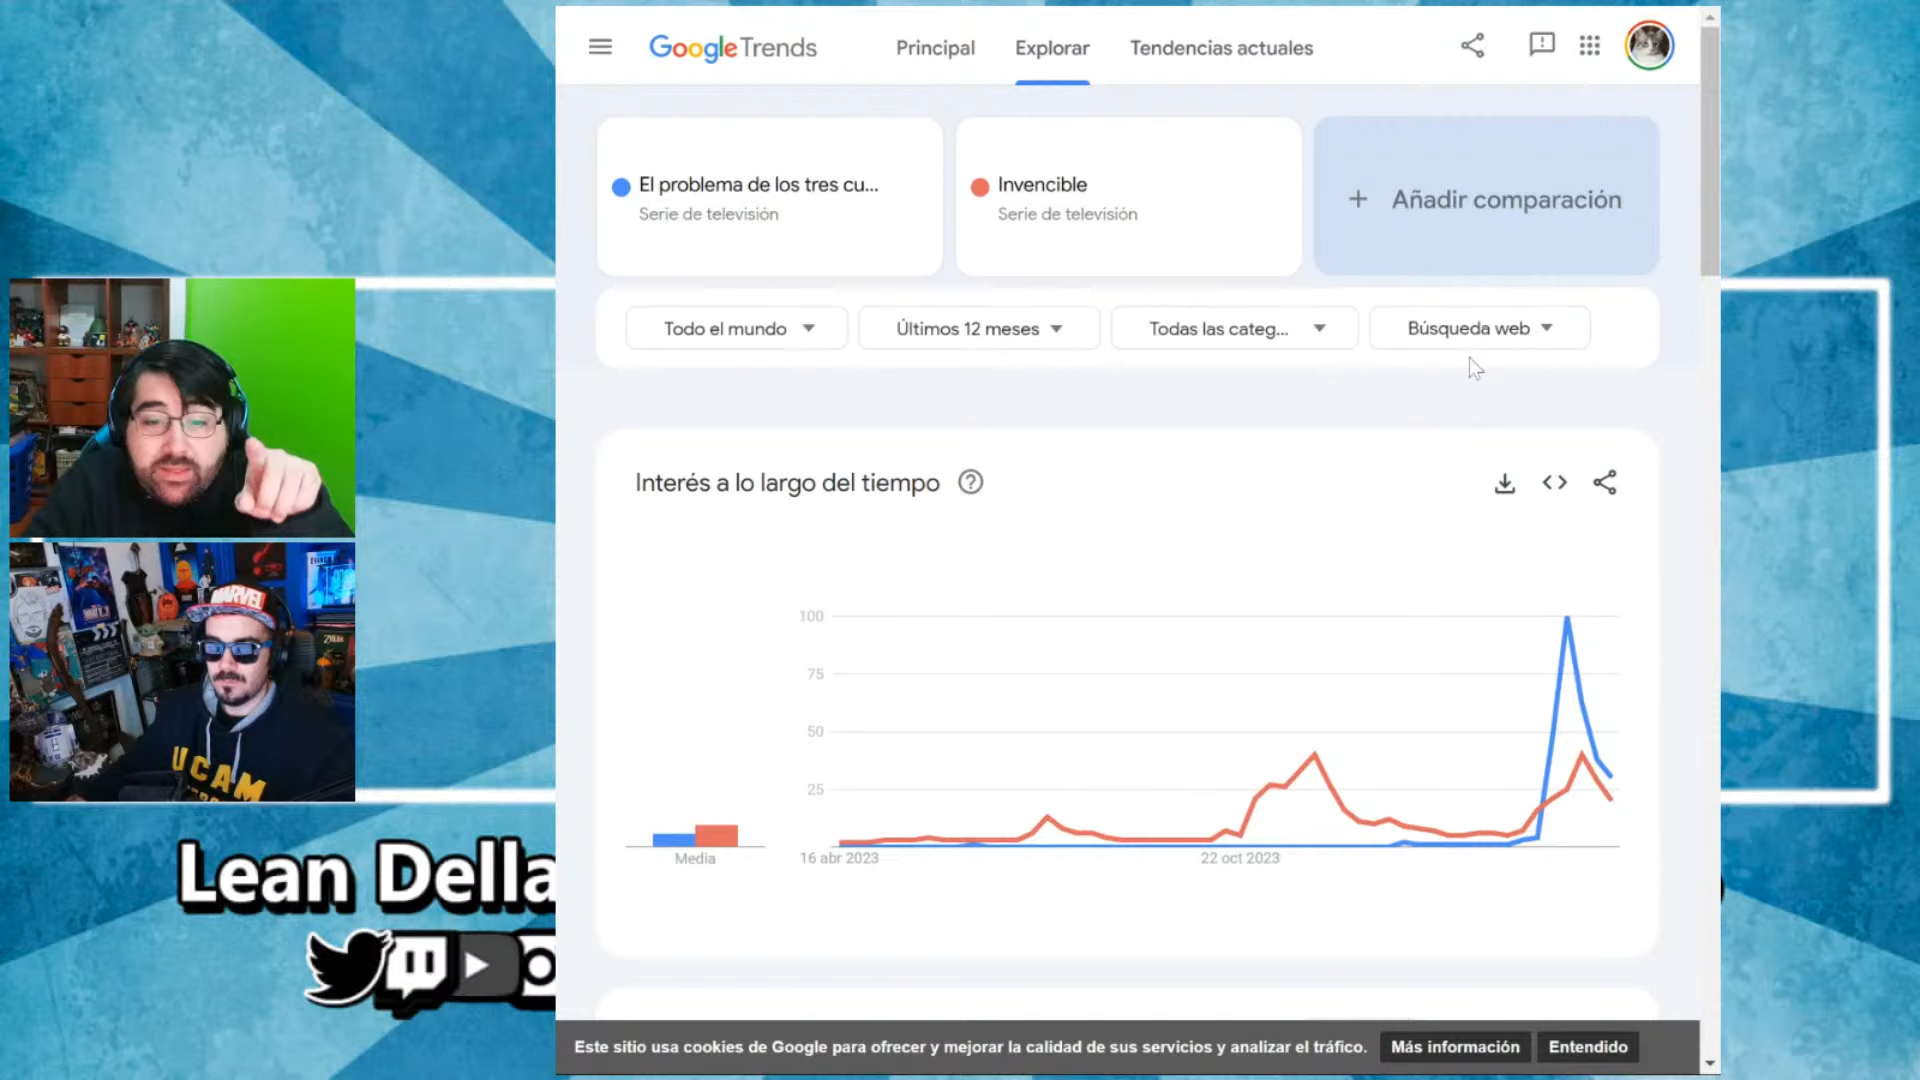 Google Trends
Principal
Explorar
Tendencias actuales
El problema de los tres cu...
Serie de televisión
Invencible
Serie de televisión
+ Añadir comparación
Todo el mundo
Últimos 12 meses
Todas las categ...
Búsqueda web
Interés a lo largo del tiempo
100
75
50
25
Media
16 abr 2023
22 oct 2023
MARVEL
UCAM
Lean Della
Este sitio usa cookies de Google para ofrecer y mejorar la calidad de sus servicios y analizar el tráfico.
Más información
Entendido